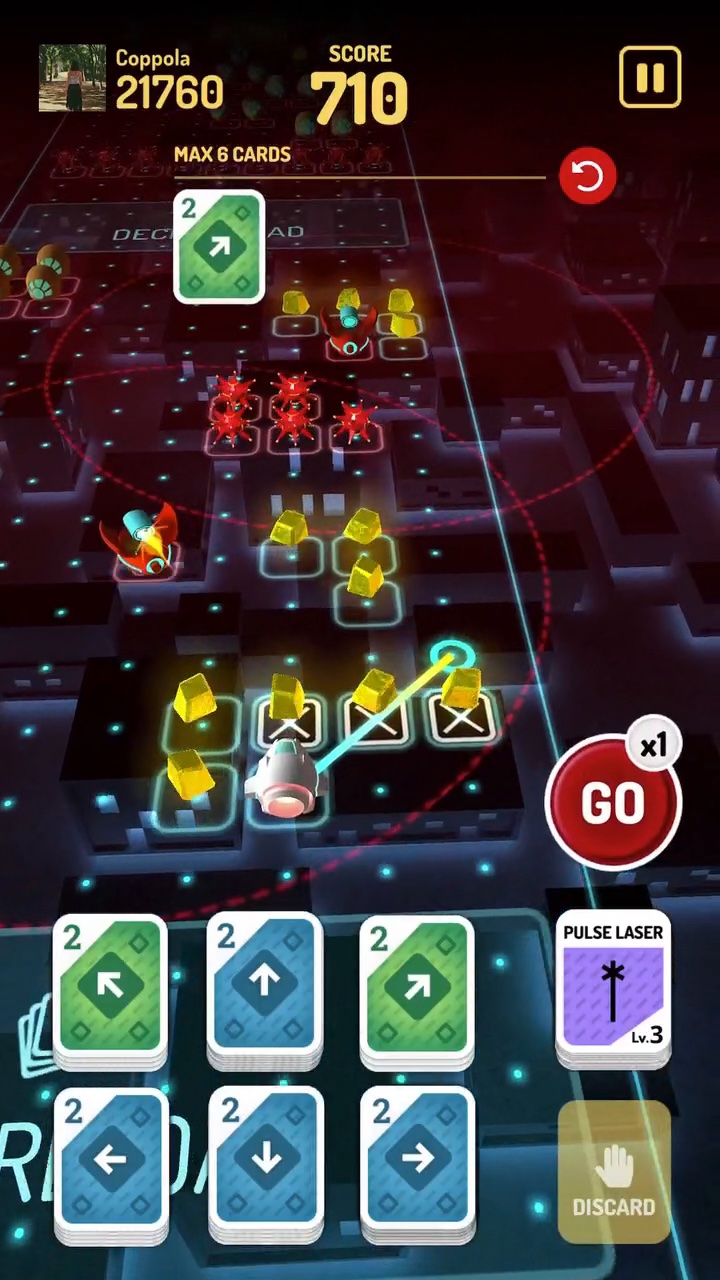 Coppola
21760
SCORE
710
MAX 6 CARDS
2
x1
GO
2
2
2
PULSE LASER
Lv.3
2
2
2
DISCARD